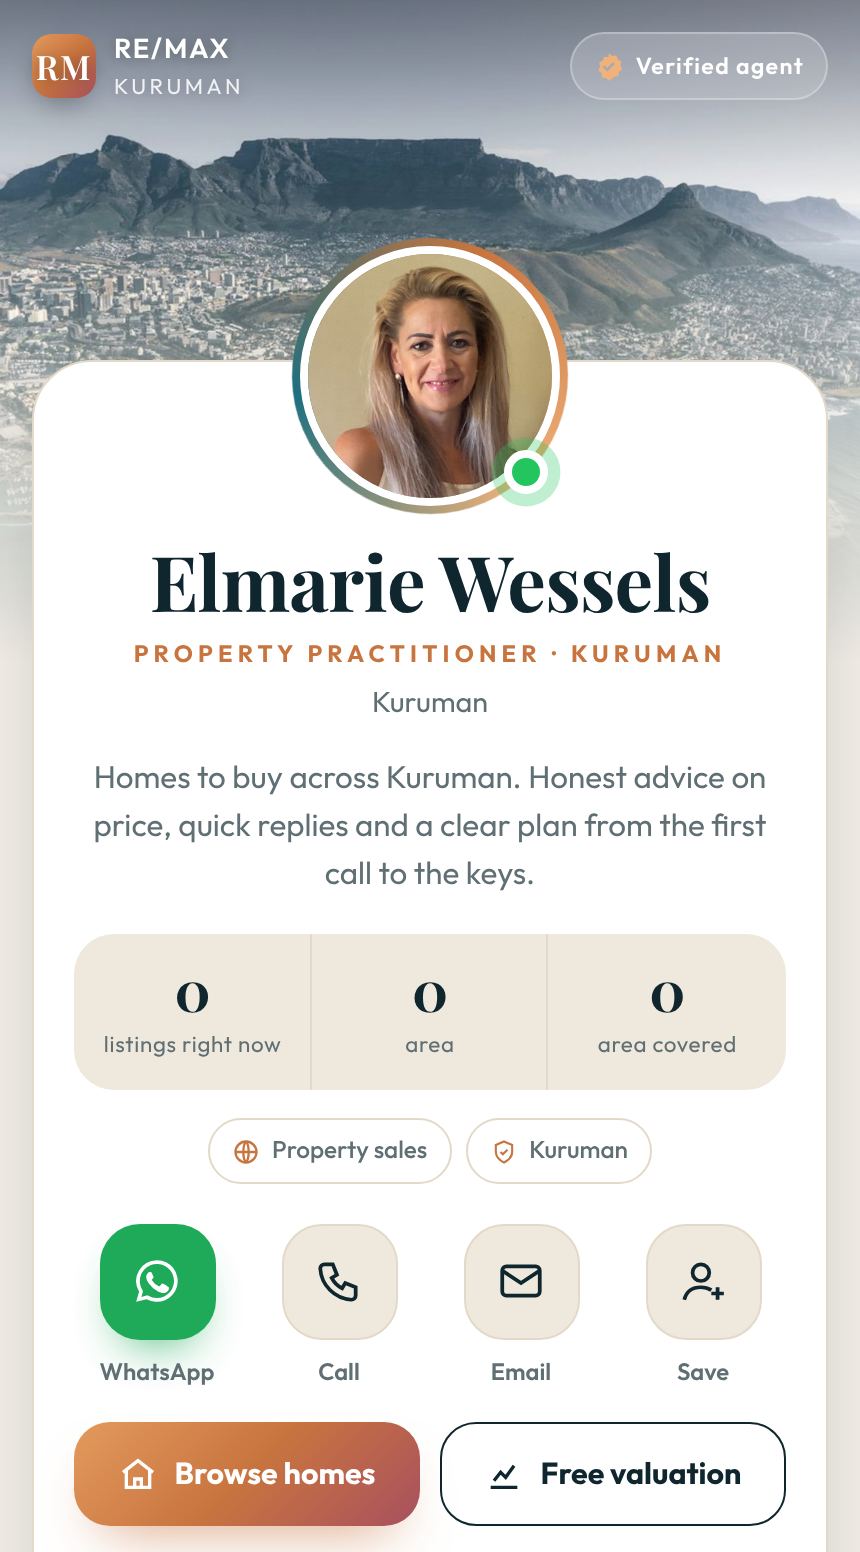 RM
RE/MAX
KURUMAN
Verified agent
Elmarie Wessels
PROPERTY PRACTITIONER · KURUMAN
Kuruman
Homes to buy across Kuruman. Honest advice on
price, quick replies and a clear plan from the first
call to the keys.
0 0 0
listings right now area area covered
Property sales Kuruman
WhatsApp Call Email Save
Browse homes Free valuation